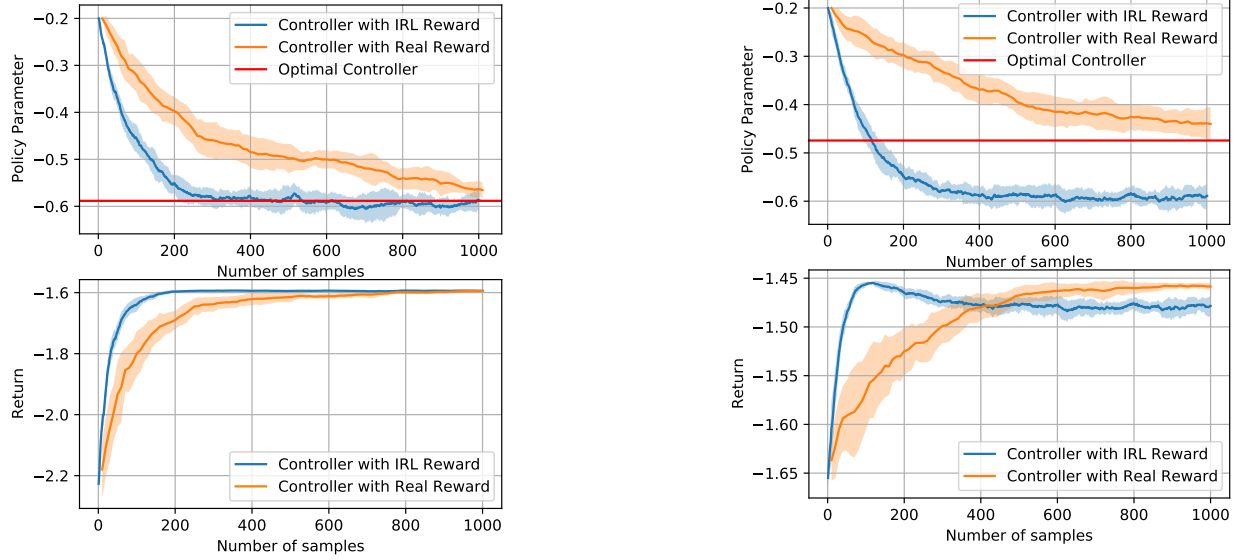 −0.2
−0.3
−0.4
−0.5
−0.6
Policy Parameter
Controller with IRL Reward
Controller with Real Reward
Optimal Controller
0
200
400
600
800
1000
Number of samples
−1.6
−1.8
−2.0
−2.2
Return
Controller with IRL Reward
Controller with Real Reward
0
200
400
600
800
1000
Number of samples
−0.2
−0.3
−0.4
−0.5
−0.6
Policy Parameter
Controller with IRL Reward
Controller with Real Reward
Optimal Controller
0
200
400
600
800
1000
Number of samples
−1.45
−1.50
−1.55
−1.60
−1.65
Return
Controller with IRL Reward
Controller with Real Reward
0
200
400
600
800
1000
Number of samples